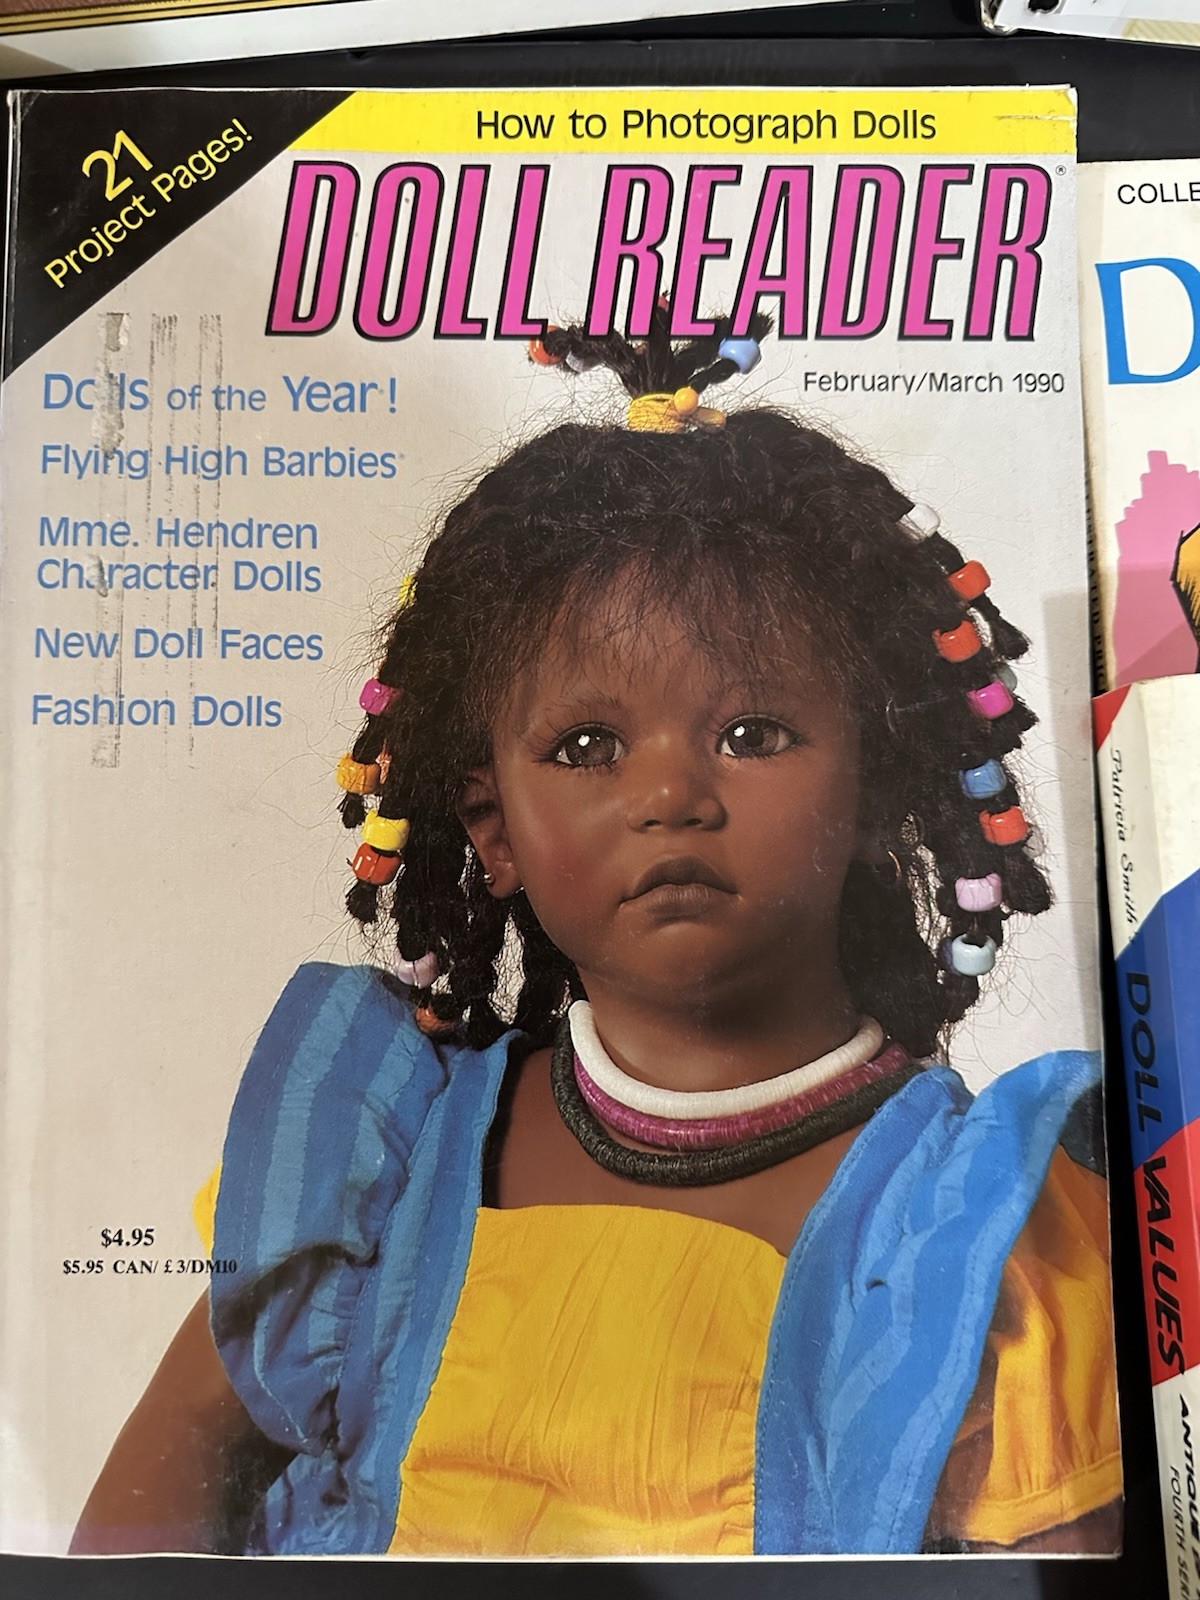 21
Project Pages!
How to Photograph Dolls
DOLL READER®
February/March 1990
Dolls of the Year!
Flying High Barbies
Mme. Hendren
Character Dolls
New Doll Faces
Fashion Dolls
$4.95
$5.95 CAN/ £3/DM10
COLLE
D
Patricia Smith
DOLL VALUES
FOURTH SERI